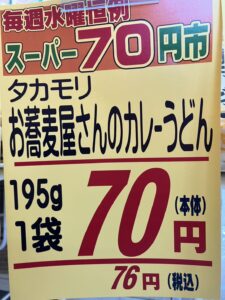 毎週水曜恒例
スーパー70円市
タカモリ
お蕎麦屋さんのカレーうどん
195g
1袋
70円
(本体)
76円(税込)